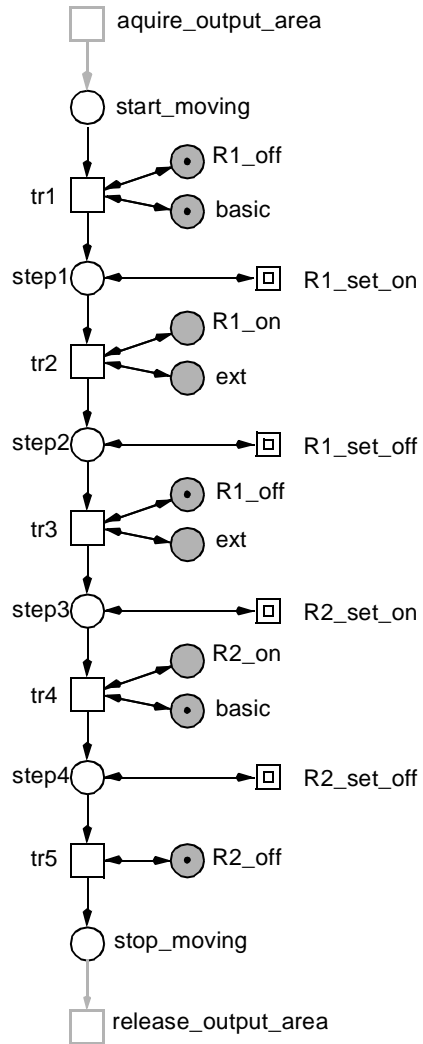 aquire_output_area
start_moving
R1_off
tr1
basic
step1
R1_set_on
R1_on
tr2
ext
step2
R1_set_off
R1_off
tr3
ext
step3
R2_set_on
R2_on
tr4
basic
step4
R2_set_off
tr5
R2_off
stop_moving
release_output_area